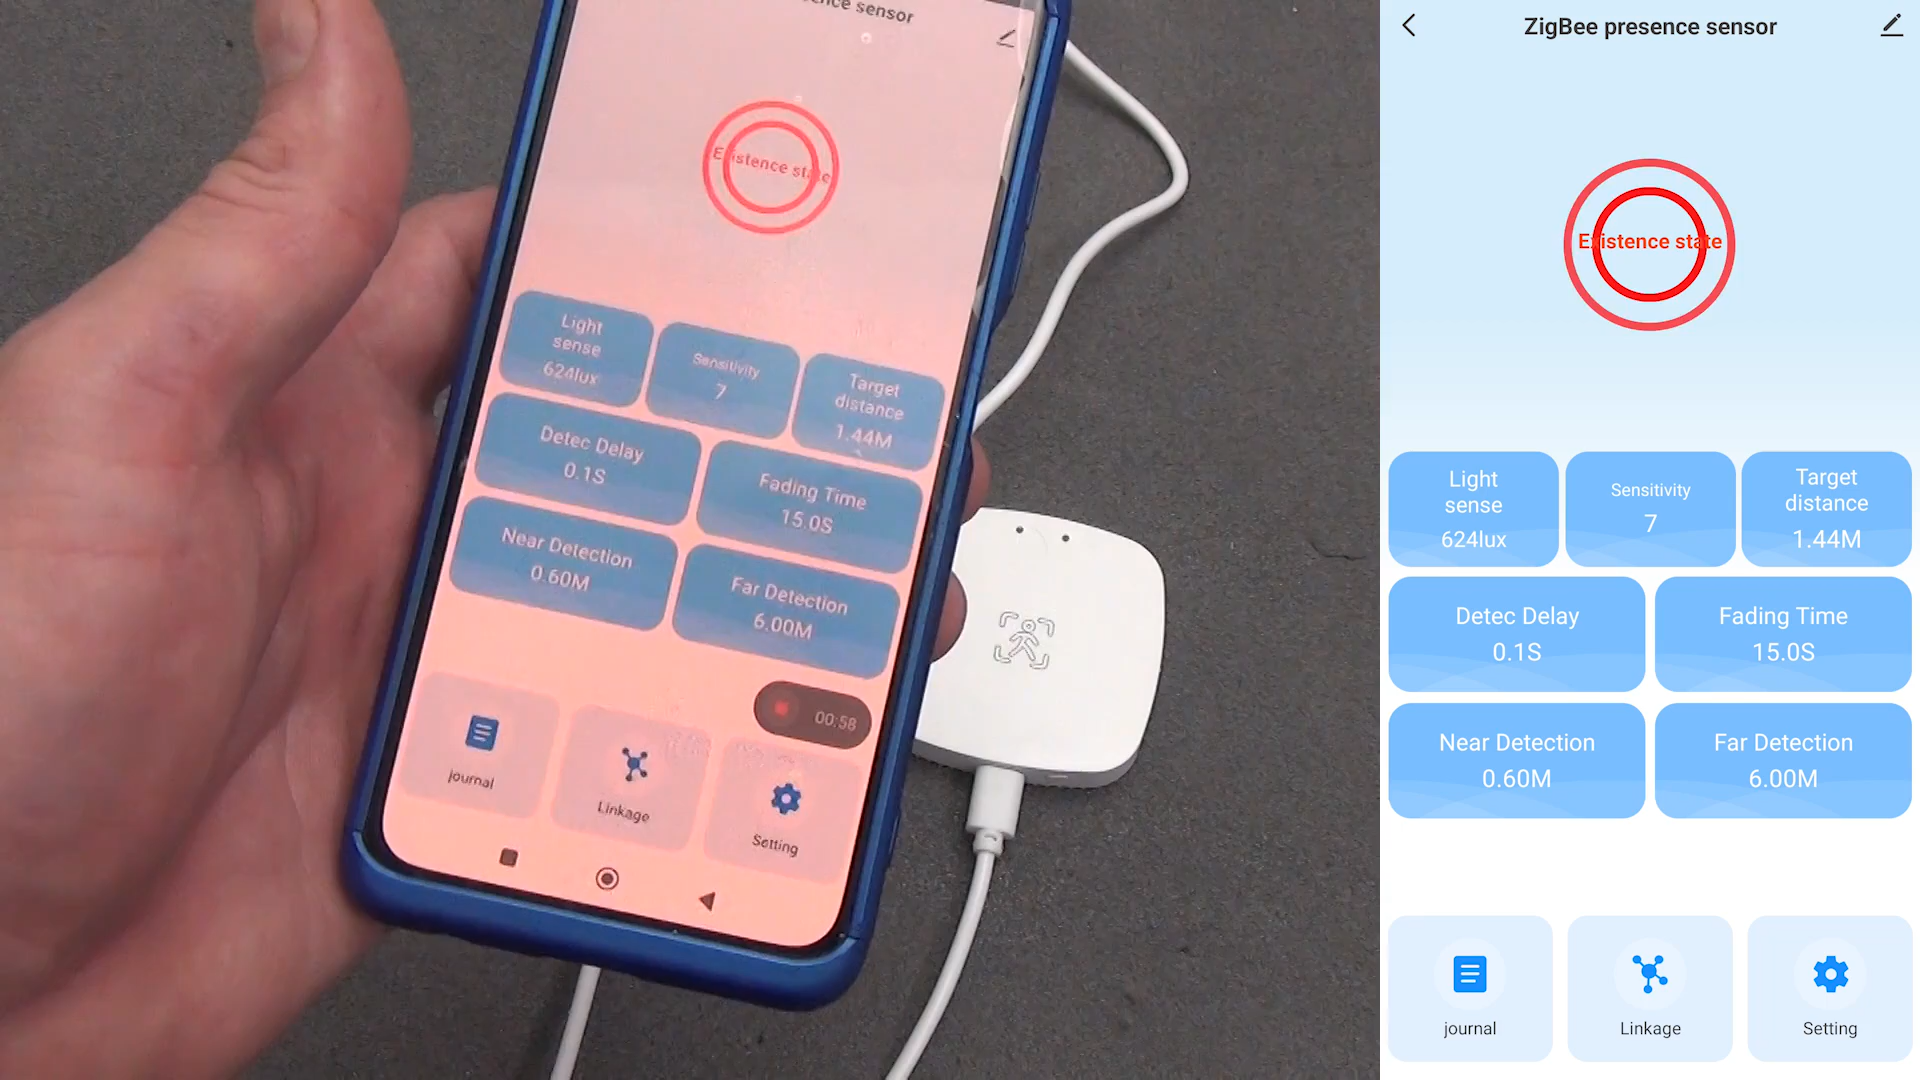 ence sensor
Existence state
Light
sense
624lux
Sensitivity
7
Target
distance
1.44M
Detec Delay
0.1S
Fading Time
15.0S
Near Detection
0.60M
Far Detection
6.00M
00:58
journal
Linkage
Setting
ZigBee presence sensor
Existence state
Light
sense
624lux
Sensitivity
7
Target
distance
1.44M
Detec Delay
0.1S
Fading Time
15.0S
Near Detection
0.60M
Far Detection
6.00M
journal
Linkage
Setting